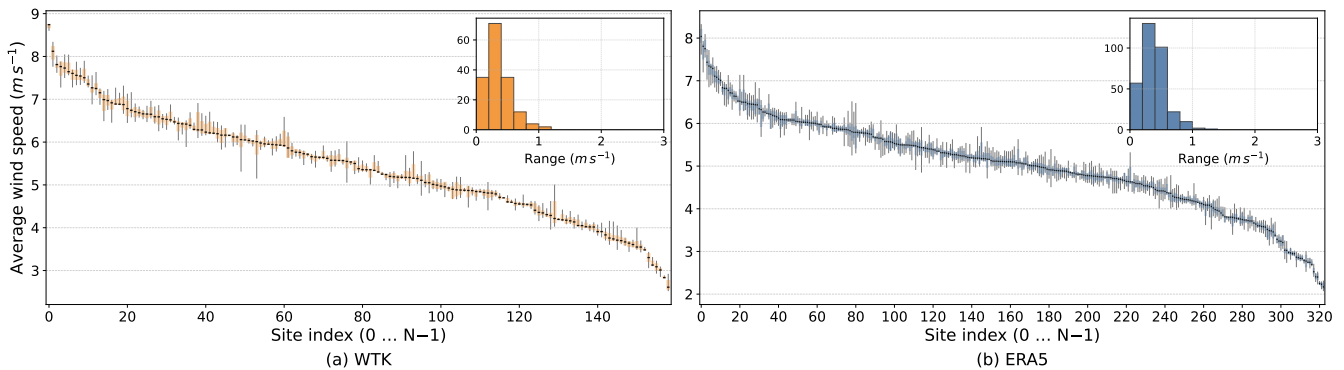 Average wind speed (m s⁻¹)
9
8
7
6
5
4
3
0 20 40 60 80 100 120 140
Site index (0 ... N−1)
(a) WTK
60
40
20
0
0 1 2 3
Range (m s⁻¹)
8
7
6
5
4
3
2
0 20 40 60 80 100 120 140 160 180 200 220 240 260 280 300 320
Site index (0 ... N−1)
(b) ERA5
100
50
0
0 1 2 3
Range (m s⁻¹)